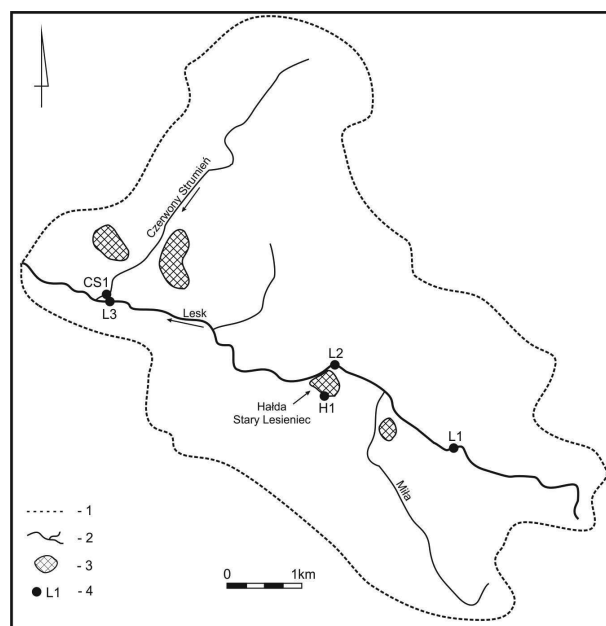 Czerwony Strumień
CS1
L3
Lesk
L2
Hałda
Stary Lesieniec
H1
L1
Miła
- 1
- 2
- 3
L1 - 4
0 1km